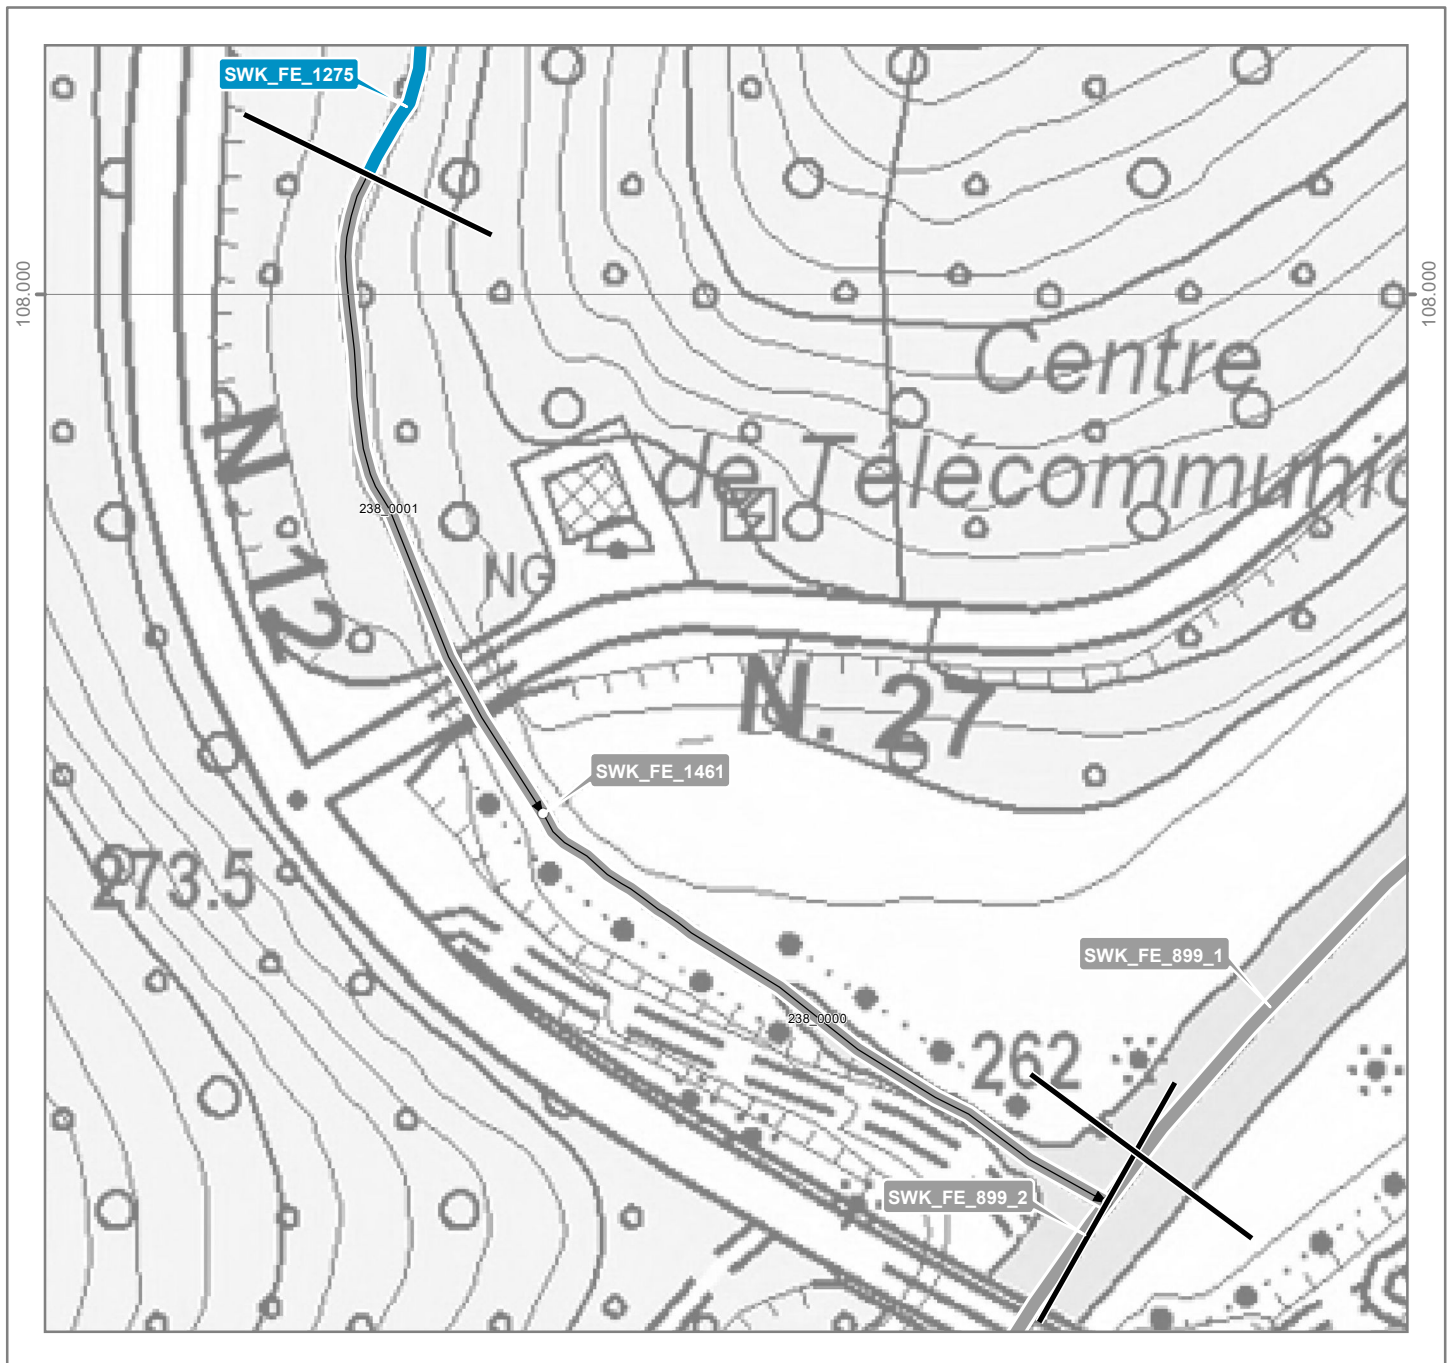 SWK_FE_1275
108.000
108.000
Centre
de Télécommunic
N. 12
238_0001
NG
N. 27
SWK_FE_1461
273.5
SWK_FE_899_1
238_0000
262
SWK_FE_899_2